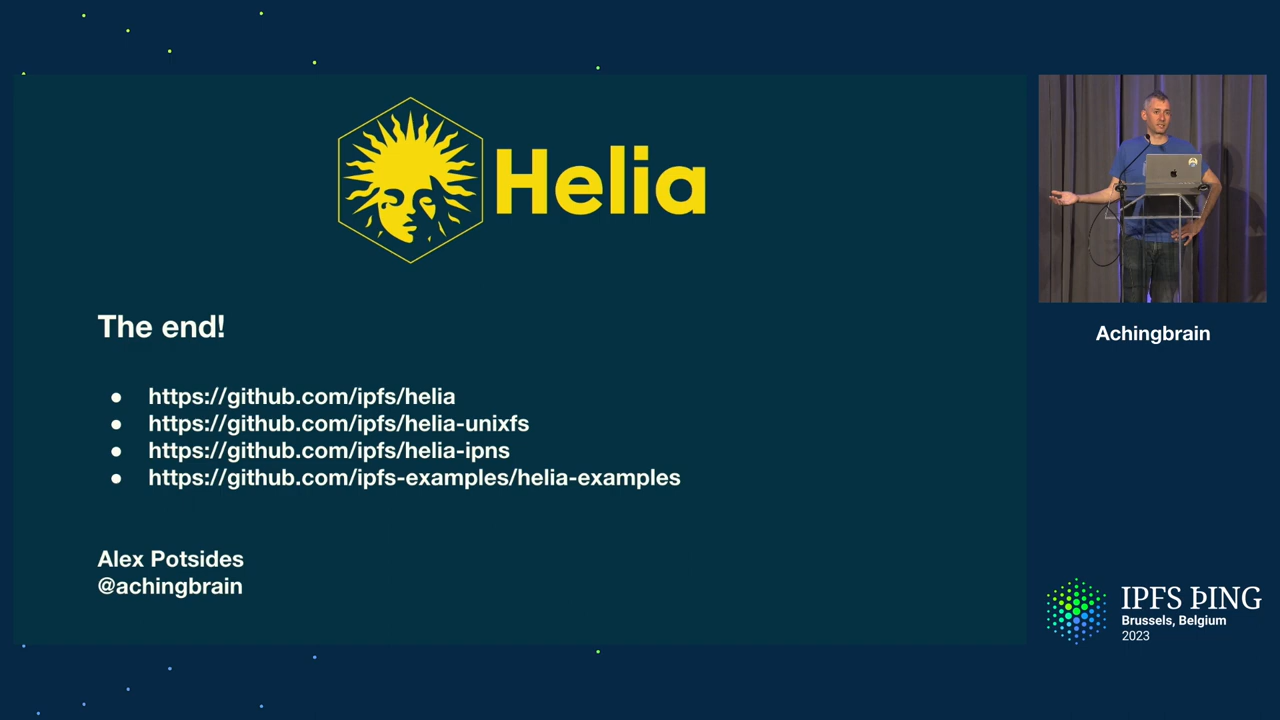 Helia
The end!
● https://github.com/ipfs/helia
● https://github.com/ipfs/helia-unixfs
● https://github.com/ipfs/helia-ipns
● https://github.com/ipfs-examples/helia-examples
Alex Potsides
@achingbrain
Achingbrain
IPFS ÞING
Brussels, Belgium
2023